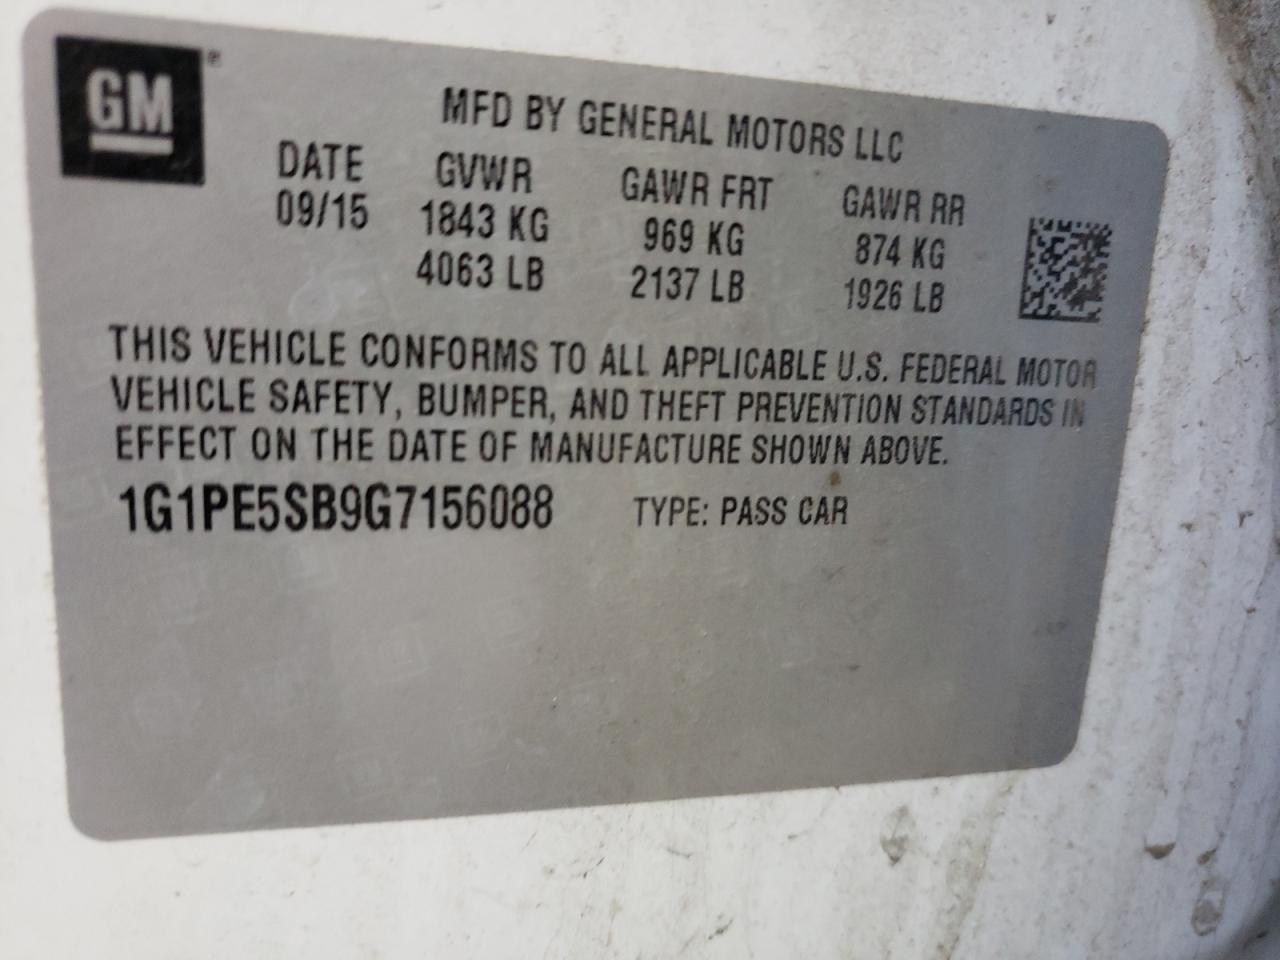 GM ®
MFD BY GENERAL MOTORS LLC
DATE GVWR GAWR FRT GAWR RR
09/15 1843 KG 969 KG 874 KG
4063 LB 2137 LB 1926 LB
THIS VEHICLE CONFORMS TO ALL APPLICABLE U.S. FEDERAL MOTOR
VEHICLE SAFETY, BUMPER, AND THEFT PREVENTION STANDARDS IN
EFFECT ON THE DATE OF MANUFACTURE SHOWN ABOVE.
1G1PE5SB9G7156088 TYPE: PASS CAR